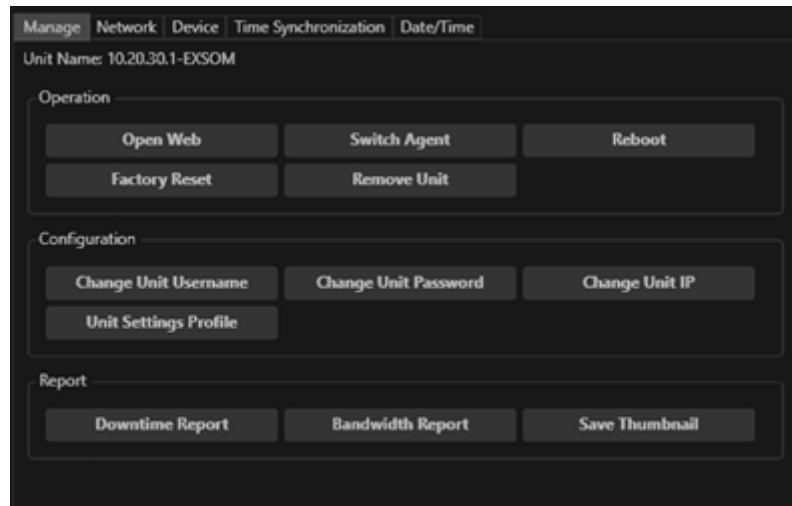 Manage Network Device Time Synchronization Date/Time
Unit Name: 10.20.30.1-EXSOM
Operation
Open Web Switch Agent Reboot
Factory Reset Remove Unit
Configuration
Change Unit Username Change Unit Password Change Unit IP
Unit Settings Profile
Report
Downtime Report Bandwidth Report Save Thumbnail